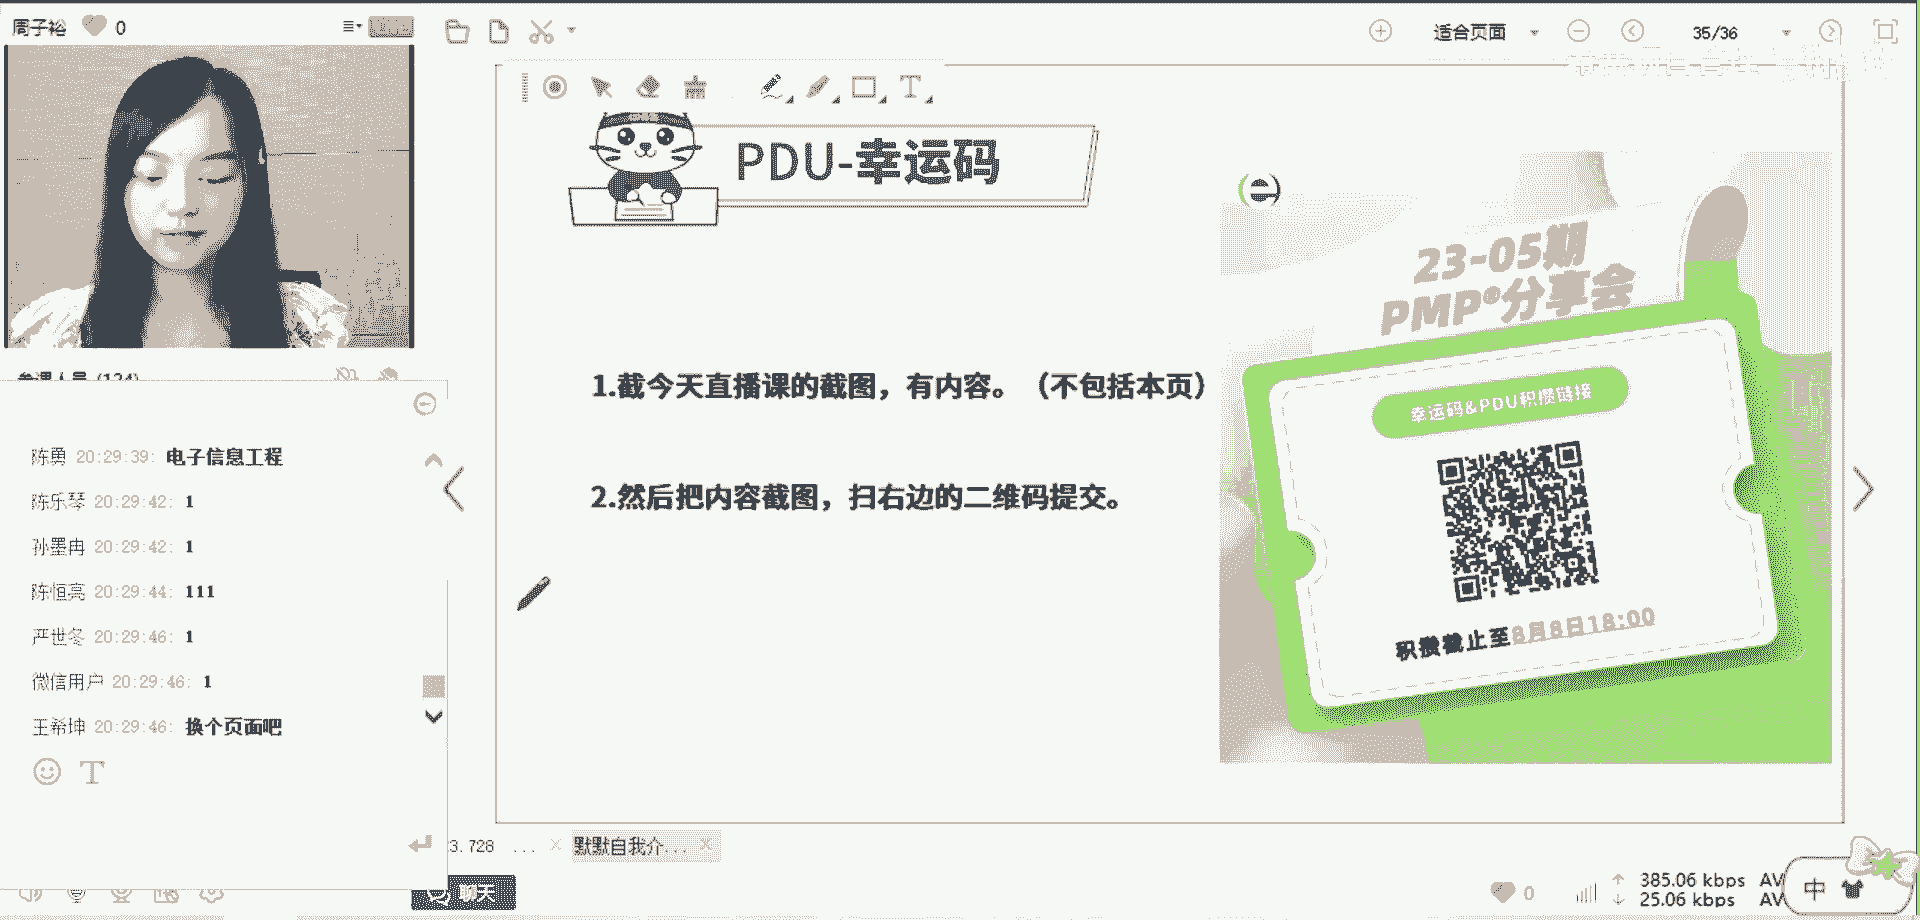 周子裕 0
适合页面 35/36
PDU-幸运码
23-05期
PMP®分享会
幸运码&PDU积攒链接
1.截今天直播课的截图，有内容。（不包括本页）
2.然后把内容截图，扫右边的二维码提交。
积攒截止至8月8日18:00
陈勇 20:29:39: 电子信息工程
陈乐琴 20:29:42: 1
孙墨冉 20:29:42: 1
陈恒亮 20:29:44: 111
严世冬 20:29:46: 1
微信用户 20:29:46: 1
王希坤 20:29:46: 换个页面吧
3.728 ... 默默自我介...
聊天
0
385.06 kbps AV
25.06 kbps AV
中